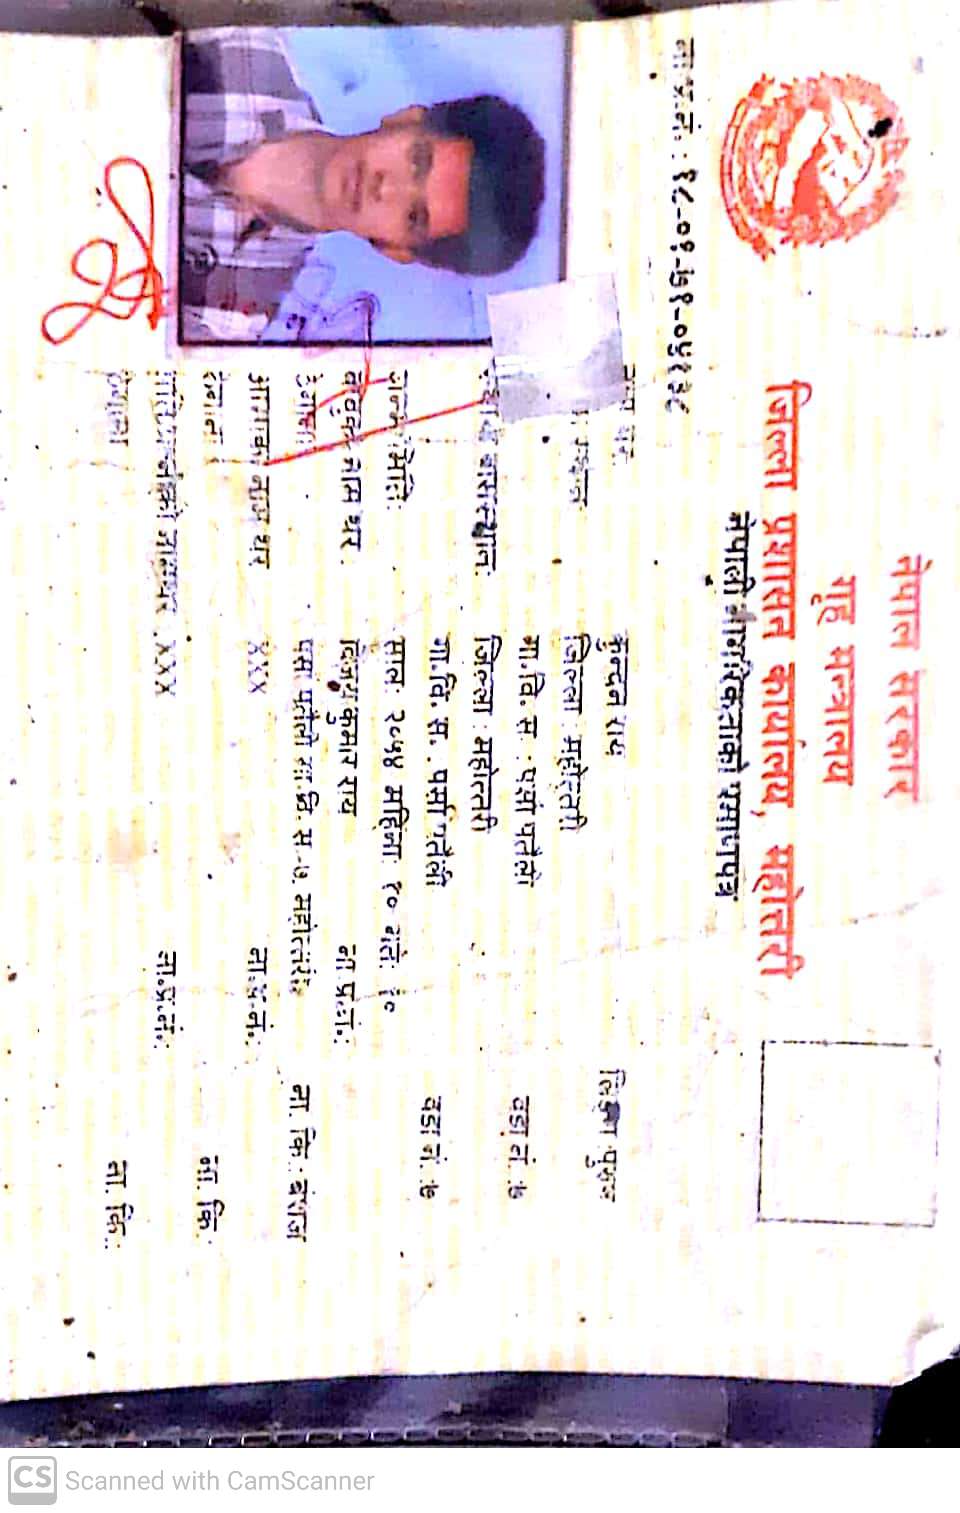 नेपाल सरकार
गृह मन्त्रालय
जिल्ला प्रशासन कार्यालय, महोत्तरी
नेपाली नागरिकताको प्रमाणपत्र
ना.प्र.नं. : १८-०१-७१-०५१३८
थर: कुन्दन राय लिङ्ग :पुरुष
जिल्ला : महोत्तरी
गा.वि. स. : पर्सा पतैली वडा नं. :७
स्थायी बासस्थान: जिल्ला : महोत्तरी
गा.वि. स. : पर्सा पतैली वडा नं. :७
जन्म मिति: साल: २०५४ महिना: १० गते: १०
बाबुको नाम थर : विजय कुमार राय ना.प्र.नं.:
ठेगाना पर्सा पतैली गा.वि. स.-७, महोत्तरी ना. कि.: बंशज
आमाको नाम थर XXX ना.प्र.नं.:
ठेगाना ना. कि.:
पति/पत्नीको नामथर : XXX ना.प्र.नं.:
ठेगाना ना. कि.:
CS Scanned with CamScanner